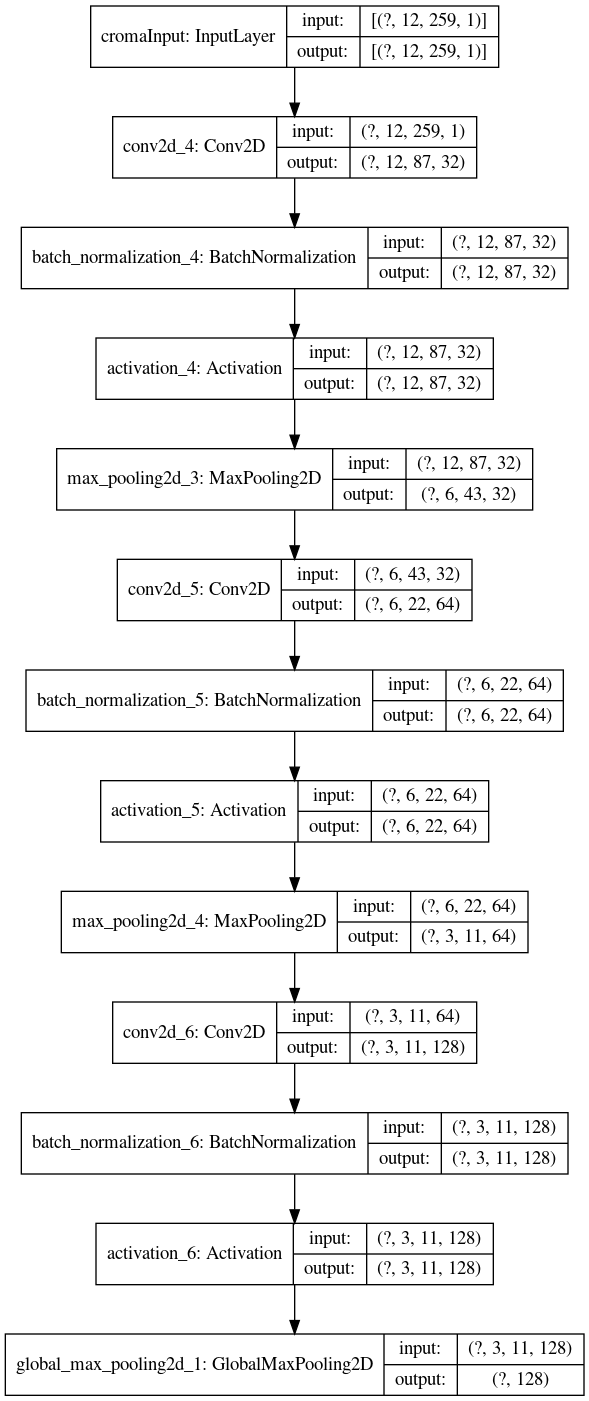 cromaInput: InputLayer input: [(?, 12, 259, 1)]
output: [(?, 12, 259, 1)]
conv2d_4: Conv2D input: (?, 12, 259, 1)
output: (?, 12, 87, 32)
batch_normalization_4: BatchNormalization input: (?, 12, 87, 32)
output: (?, 12, 87, 32)
activation_4: Activation input: (?, 12, 87, 32)
output: (?, 12, 87, 32)
max_pooling2d_3: MaxPooling2D input: (?, 12, 87, 32)
output: (?, 6, 43, 32)
conv2d_5: Conv2D input: (?, 6, 43, 32)
output: (?, 6, 22, 64)
batch_normalization_5: BatchNormalization input: (?, 6, 22, 64)
output: (?, 6, 22, 64)
activation_5: Activation input: (?, 6, 22, 64)
output: (?, 6, 22, 64)
max_pooling2d_4: MaxPooling2D input: (?, 6, 22, 64)
output: (?, 3, 11, 64)
conv2d_6: Conv2D input: (?, 3, 11, 64)
output: (?, 3, 11, 128)
batch_normalization_6: BatchNormalization input: (?, 3, 11, 128)
output: (?, 3, 11, 128)
activation_6: Activation input: (?, 3, 11, 128)
output: (?, 3, 11, 128)
global_max_pooling2d_1: GlobalMaxPooling2D input: (?, 3, 11, 128)
output: (?, 128)